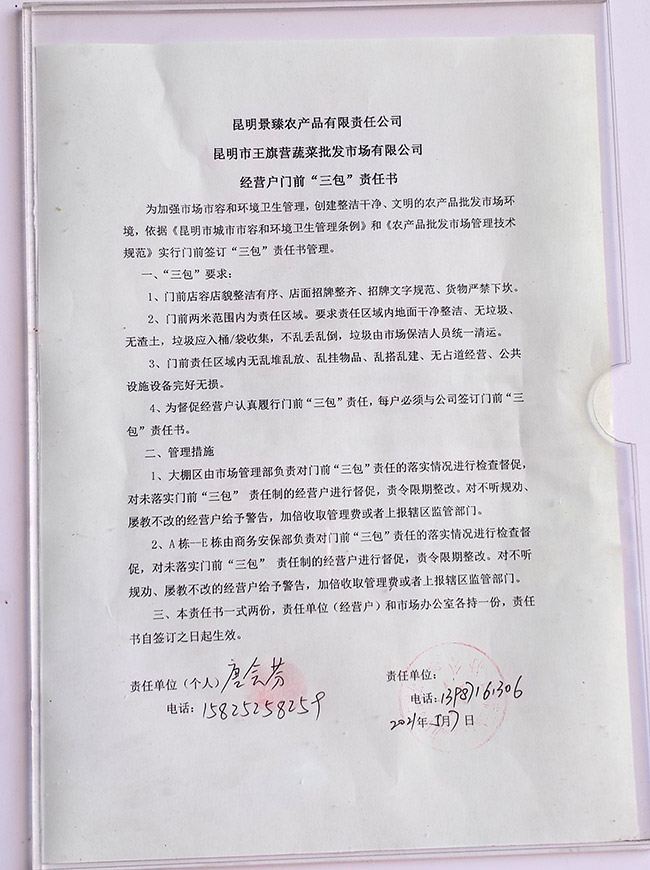 昆明景臻农产品有限责任公司
昆明市王旗营蔬菜批发市场有限公司
经营户门前“三包”责任书
为加强市场市容和环境卫生管理，创建整洁干净、文明的农产品批发市场环
境，依据《昆明市城市市容和环境卫生管理条例》和《农产品批发市场管理技术
规范》实行门前签订“三包”责任书管理。
一、“三包”要求：
1、门前店容店貌整洁有序、店面招牌整齐、招牌文字规范、货物严禁下坎。
2、门前两米范围内为责任区域。要求责任区域内地面干净整洁、无垃圾、
无渣土，垃圾应入桶/袋收集，不乱丢乱倒，垃圾由市场保洁人员统一清运。
3、门前责任区域内无乱堆乱放、乱挂物品、乱搭乱建、无占道经营、公共
设施设备完好无损。
4、为督促经营户认真履行门前“三包”责任，每户必须与公司签订门前“三
包”责任书。
二、管理措施
1、大棚区由市场管理部负责对门前“三包”责任的落实情况进行检查督促，
对未落实门前“三包” 责任制的经营户进行督促，责令限期整改。对不听规劝、
屡教不改的经营户给予警告，加倍收取管理费或者上报辖区监管部门。
2、A栋—E栋由商务安保部负责对门前“三包”责任的落实情况进行检查督
促，对未落实门前“三包” 责任制的经营户进行督促，责令限期整改。对不听
规劝、屡教不改的经营户给予警告，加倍收取管理费或者上报辖区监管部门。
三、本责任书一式两份，责任单位（经营户）和市场办公室各持一份，责任
书自签订之日起生效。
责任单位（个人）唐会芬 责任单位：
电话：15825258259 电话：13987161306
2021年5月7日